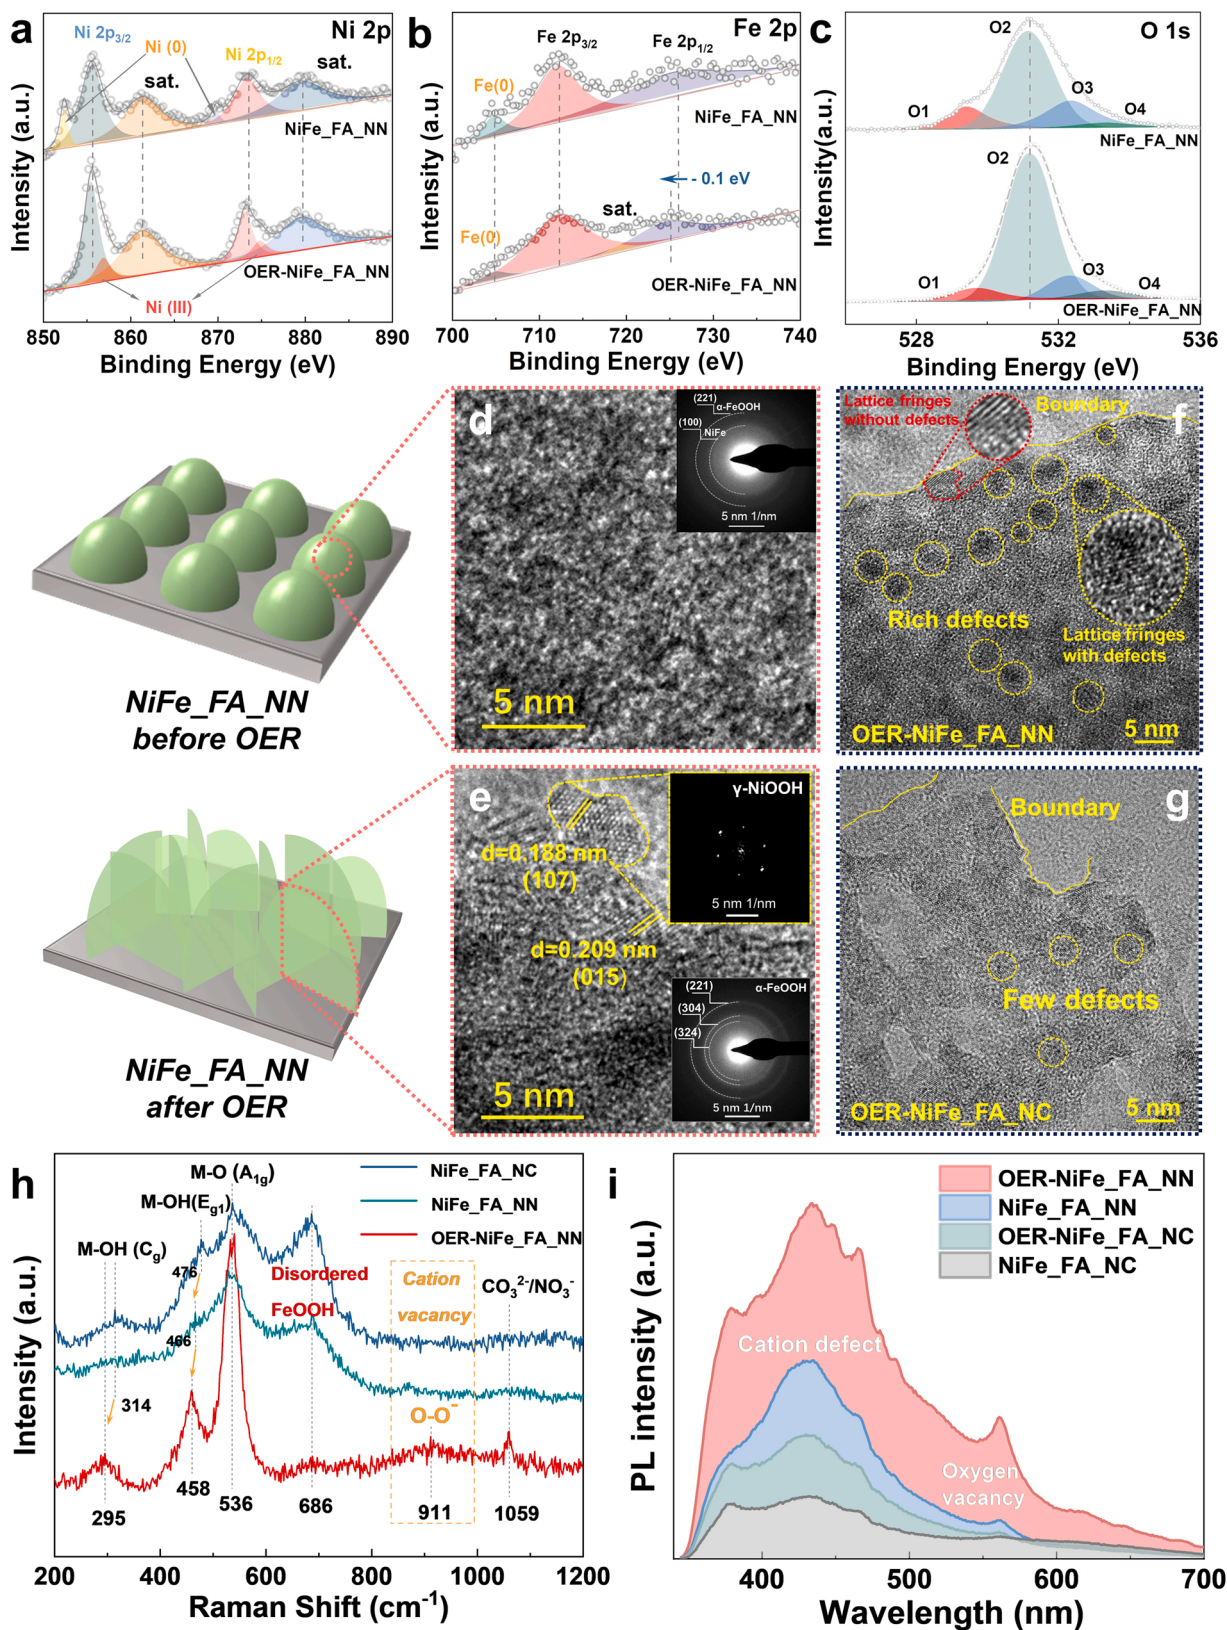 a
Ni 2p
Ni 2p3/2
Ni (0)
sat.
Ni 2p1/2
sat.
NiFe_FA_NN
OER-NiFe_FA_NN
Ni (III)
Intensity (a.u.)
850 860 870 880 890
Binding Energy (eV)
b
Fe 2p
Fe 2p3/2
Fe 2p1/2
Fe(0)
NiFe_FA_NN
- 0.1 eV
sat.
Fe(0)
OER-NiFe_FA_NN
Intensity (a.u.)
700 710 720 730 740
Binding Energy (eV)
c
O 1s
O2
O1
O3
O4
NiFe_FA_NN
O2
O1
O3
O4
OER-NiFe_FA_NN
Intensity(a.u.)
528 532 536
Binding Energy (eV)
NiFe_FA_NN
before OER
d
(221)
α-FeOOH
(100)
NiFe
5 nm 1/nm
5 nm
f
Lattice fringes
without defects
Boundary
Rich defects
Lattice fringes
with defects
OER-NiFe_FA_NN
5 nm
NiFe_FA_NN
after OER
e
γ-NiOOH
d=0.188 nm
(107)
5 nm 1/nm
d=0.209 nm
(015)
(221)
α-FeOOH
(304)
(324)
5 nm 1/nm
5 nm
g
Boundary
Few defects
OER-NiFe_FA_NC
5 nm
h
M-O (A1g)
M-OH(Eg1)
M-OH (Cg)
NiFe_FA_NC
NiFe_FA_NN
OER-NiFe_FA_NN
476
466
314
Disordered
FeOOH
Cation
vacancy
CO3²⁻/NO3⁻
O-O⁻
295
458
536
686
911
1059
Intensity (a.u.)
200 400 600 800 1000 1200
Raman Shift (cm⁻¹)
i
OER-NiFe_FA_NN
NiFe_FA_NN
OER-NiFe_FA_NC
NiFe_FA_NC
Cation defect
Oxygen
vacancy
PL intensity (a.u.)
400 500 600 700
Wavelength (nm)